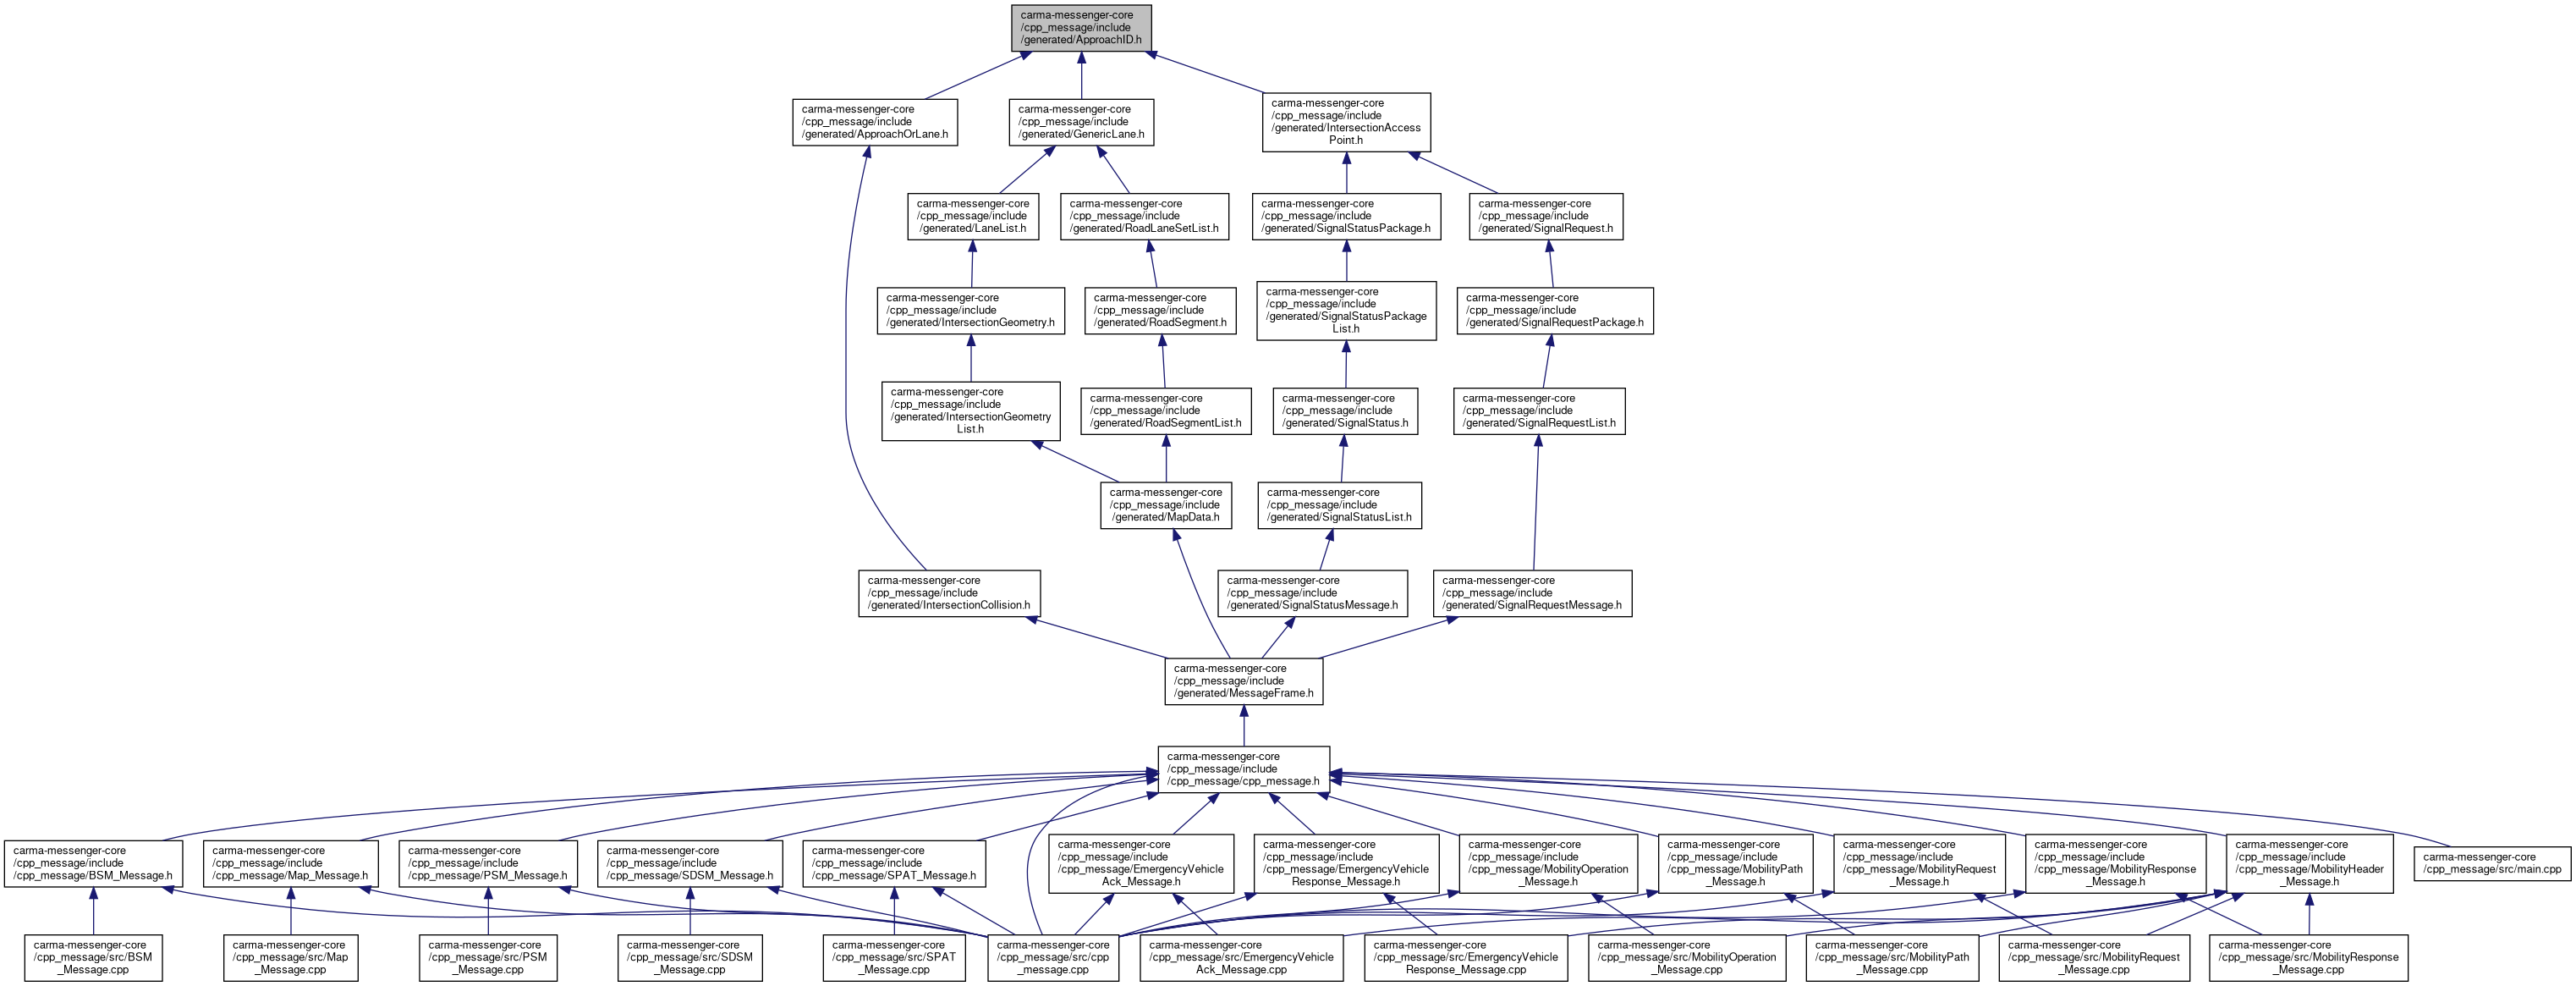 carma-messenger-core
/cpp_message/include
/generated/ApproachID.h
carma-messenger-core
/cpp_message/include
/generated/ApproachOrLane.h
carma-messenger-core
/cpp_message/include
/generated/GenericLane.h
carma-messenger-core
/cpp_message/include
/generated/IntersectionAccess
Point.h
carma-messenger-core
/cpp_message/include
/generated/LaneList.h
carma-messenger-core
/cpp_message/include
/generated/RoadLaneSetList.h
carma-messenger-core
/cpp_message/include
/generated/SignalStatusPackage.h
carma-messenger-core
/cpp_message/include
/generated/SignalRequest.h
carma-messenger-core
/cpp_message/include
/generated/IntersectionGeometry.h
carma-messenger-core
/cpp_message/include
/generated/RoadSegment.h
carma-messenger-core
/cpp_message/include
/generated/SignalStatusPackage
List.h
carma-messenger-core
/cpp_message/include
/generated/SignalRequestPackage.h
carma-messenger-core
/cpp_message/include
/generated/IntersectionGeometry
List.h
carma-messenger-core
/cpp_message/include
/generated/RoadSegmentList.h
carma-messenger-core
/cpp_message/include
/generated/SignalStatus.h
carma-messenger-core
/cpp_message/include
/generated/SignalRequestList.h
carma-messenger-core
/cpp_message/include
/generated/MapData.h
carma-messenger-core
/cpp_message/include
/generated/SignalStatusList.h
carma-messenger-core
/cpp_message/include
/generated/IntersectionCollision.h
carma-messenger-core
/cpp_message/include
/generated/SignalStatusMessage.h
carma-messenger-core
/cpp_message/include
/generated/SignalRequestMessage.h
carma-messenger-core
/cpp_message/include
/generated/MessageFrame.h
carma-messenger-core
/cpp_message/include
/cpp_message/cpp_message.h
carma-messenger-core
/cpp_message/include
/cpp_message/BSM_Message.h
carma-messenger-core
/cpp_message/include
/cpp_message/Map_Message.h
carma-messenger-core
/cpp_message/include
/cpp_message/PSM_Message.h
carma-messenger-core
/cpp_message/include
/cpp_message/SDSM_Message.h
carma-messenger-core
/cpp_message/include
/cpp_message/SPAT_Message.h
carma-messenger-core
/cpp_message/include
/cpp_message/EmergencyVehicle
Ack_Message.h
carma-messenger-core
/cpp_message/include
/cpp_message/EmergencyVehicle
Response_Message.h
carma-messenger-core
/cpp_message/include
/cpp_message/MobilityOperation
_Message.h
carma-messenger-core
/cpp_message/include
/cpp_message/MobilityPath
_Message.h
carma-messenger-core
/cpp_message/include
/cpp_message/MobilityRequest
_Message.h
carma-messenger-core
/cpp_message/include
/cpp_message/MobilityResponse
_Message.h
carma-messenger-core
/cpp_message/include
/cpp_message/MobilityHeader
_Message.h
carma-messenger-core
/cpp_message/src/main.cpp
carma-messenger-core
/cpp_message/src/BSM
_Message.cpp
carma-messenger-core
/cpp_message/src/Map
_Message.cpp
carma-messenger-core
/cpp_message/src/PSM
_Message.cpp
carma-messenger-core
/cpp_message/src/SDSM
_Message.cpp
carma-messenger-core
/cpp_message/src/SPAT
_Message.cpp
carma-messenger-core
/cpp_message/src/cpp
_message.cpp
carma-messenger-core
/cpp_message/src/EmergencyVehicle
Ack_Message.cpp
carma-messenger-core
/cpp_message/src/EmergencyVehicle
Response_Message.cpp
carma-messenger-core
/cpp_message/src/MobilityOperation
_Message.cpp
carma-messenger-core
/cpp_message/src/MobilityPath
_Message.cpp
carma-messenger-core
/cpp_message/src/MobilityRequest
_Message.cpp
carma-messenger-core
/cpp_message/src/MobilityResponse
_Message.cpp